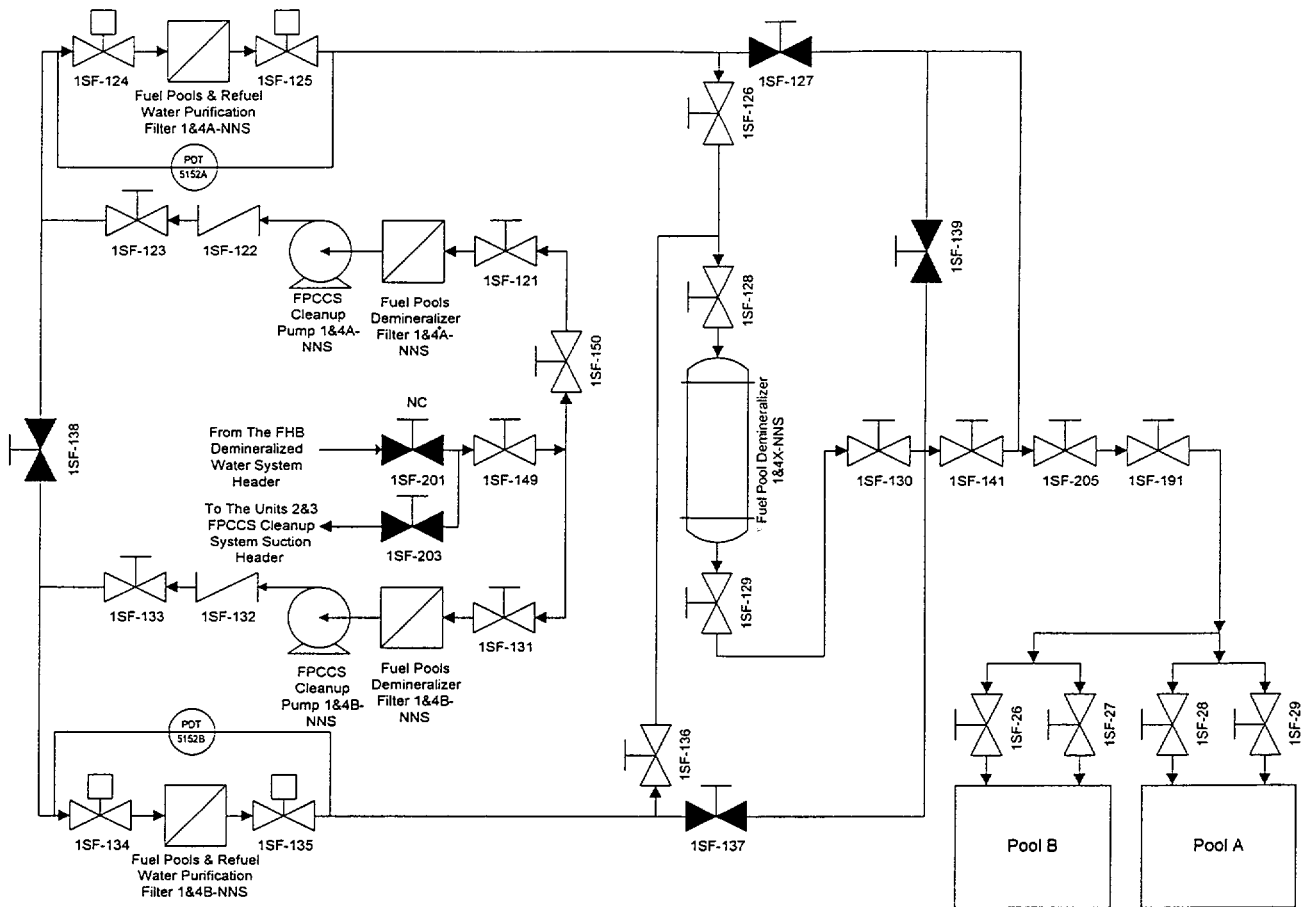 1SF-124
1SF-125
1SF-127
Fuel Pools & Refuel
Water Purification
Filter 1&4A-NNS
1SF-126
PDT
5152A
1SF-123
1SF-122
1SF-121
1SF-139
FPCCS
Cleanup
Pump 1&4A-
NNS
Fuel Pools
Demineralizer
Filter 1&4A-
NNS
1SF-128
1SF-150
NC
1SF-138
From The FHB
Demineralized
Water System
Header
1SF-201
1SF-149
Fuel Pool Demineralizer
1&4X-NNS
1SF-130
1SF-141
1SF-205
1SF-191
To The Units 2&3
FPCCS Cleanup
System Suction
Header
1SF-203
1SF-133
1SF-132
1SF-131
1SF-129
FPCCS
Cleanup
Pump 1&4B-
NNS
Fuel Pools
Demineralizer
Filter 1&4B-
NNS
1SF-26
1SF-27
1SF-28
1SF-29
PDT
5152B
1SF-136
1SF-134
1SF-135
1SF-137
Fuel Pools & Refuel
Water Purification
Filter 1&4B-NNS
Pool B
Pool A